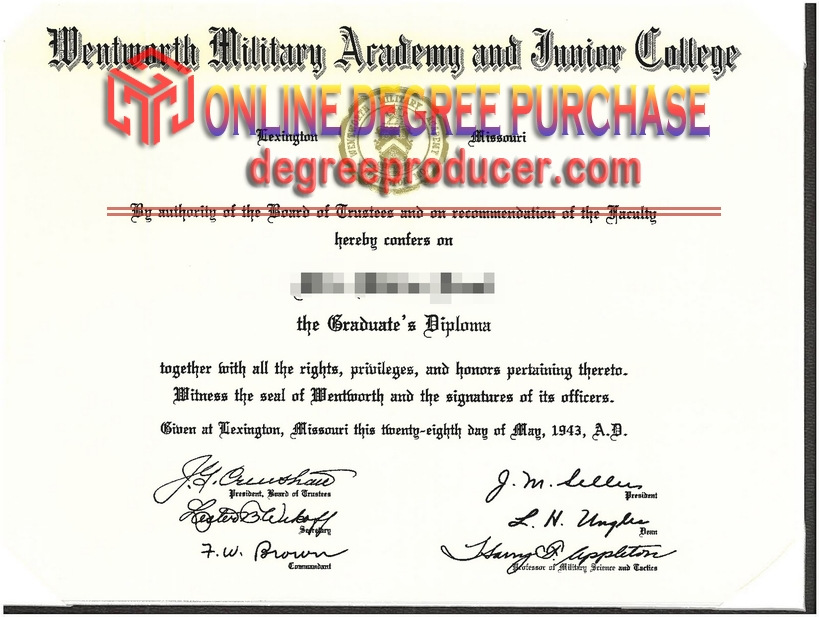 Wentworth Military Academy and Junior College
ONLINE DEGREE PURCHASE
Lexington Missouri
degreeproducer.com
By authority of the Board of Trustees and on recommendation of the Faculty
hereby confers on
the Graduate's Diploma
together with all the rights, privileges, and honors pertaining thereto.
Witness the seal of Wentworth and the signatures of its officers.
Given at Lexington, Missouri this twenty-eighth day of May, 1943, A.D.
J. M. Sellers
President, Board of Trustees President
L. H. Ungles
Secretary Dean
F. W. Brown Harry F. Appleton
Commandant Professor of Military Science and Tactics